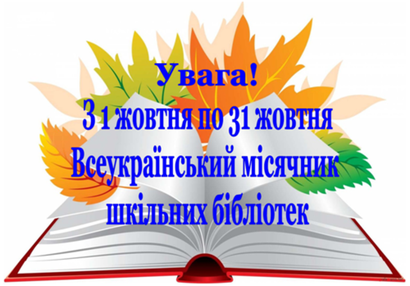 Увага!
З 1 жовтня по 31 жовтня
Всеукраїнський місячник
шкільних бібліотек